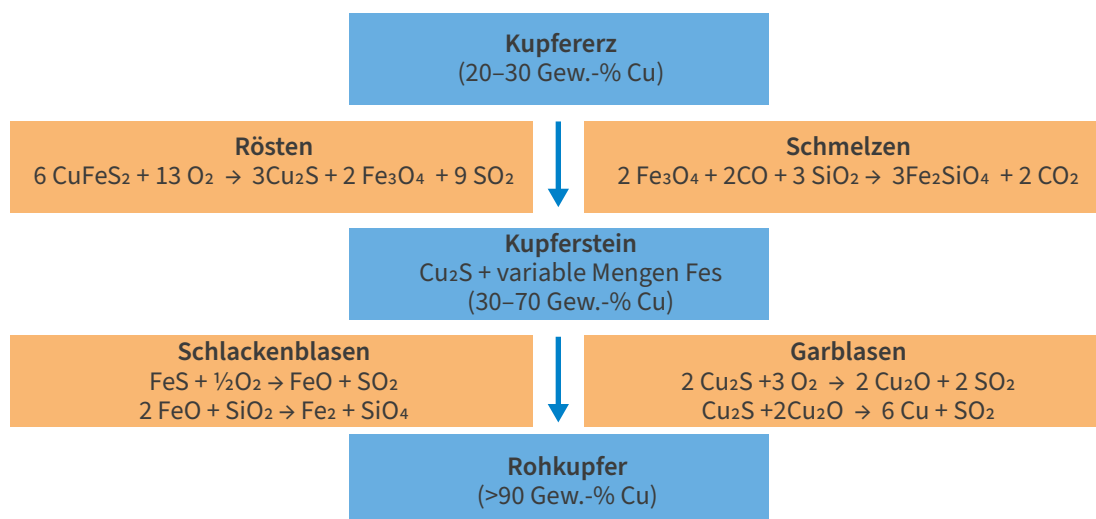 Kupfererz
(20–30 Gew.-% Cu)
Rösten
6 CuFeS₂ + 13 O₂ → 3Cu₂S + 2 Fe₃O₄ + 9 SO₂
Schmelzen
2 Fe₃O₄ + 2CO + 3 SiO₂ → 3Fe₂SiO₄ + 2 CO₂
Kupferstein
Cu₂S + variable Mengen Fes
(30–70 Gew.-% Cu)
Schlackenblasen
FeS + ½O₂ → FeO + SO₂
2 FeO + SiO₂ → Fe₂ + SiO₄
Garblasen
2 Cu₂S +3 O₂ → 2 Cu₂O + 2 SO₂
Cu₂S +2Cu₂O → 6 Cu + SO₂
Rohkupfer
(>90 Gew.-% Cu)